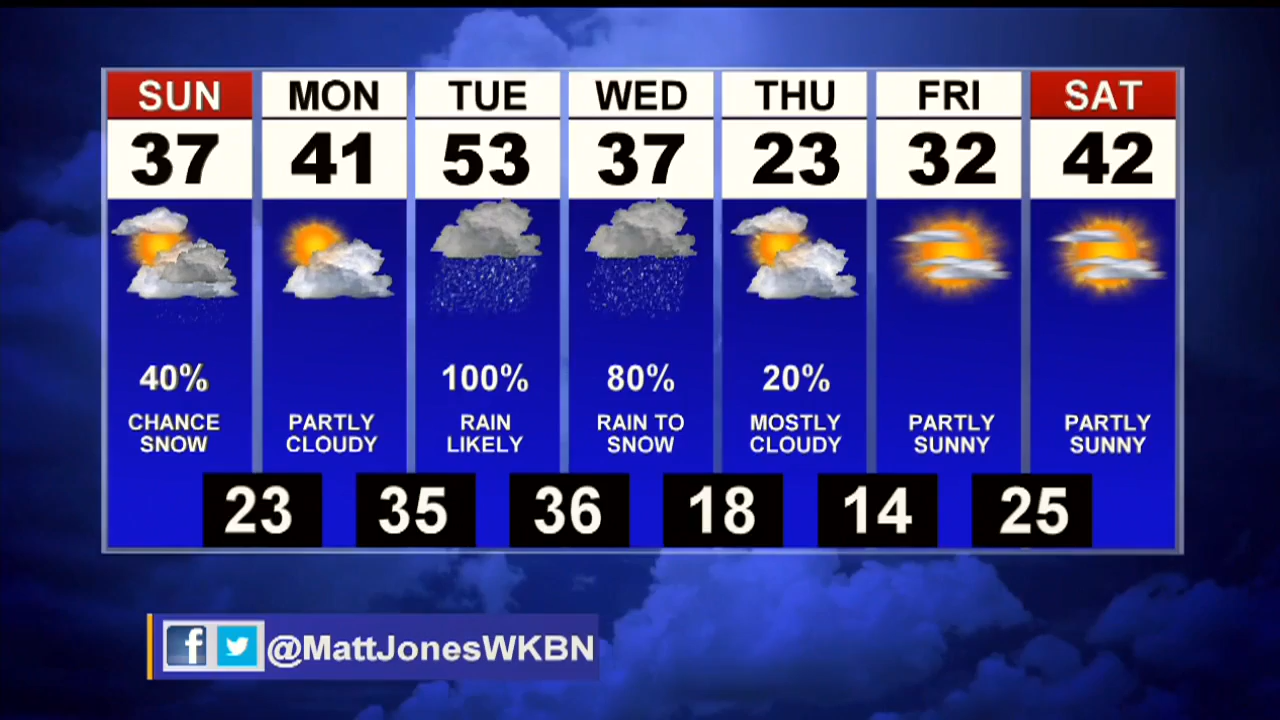 SUN MON TUE WED THU FRI SAT
37 41 53 37 23 32 42
40% 100% 80% 20%
CHANCE SNOW
PARTLY CLOUDY
RAIN LIKELY
RAIN TO SNOW
MOSTLY CLOUDY
PARTLY SUNNY
PARTLY SUNNY
23 35 36 18 14 25
f @MattJonesWKBN